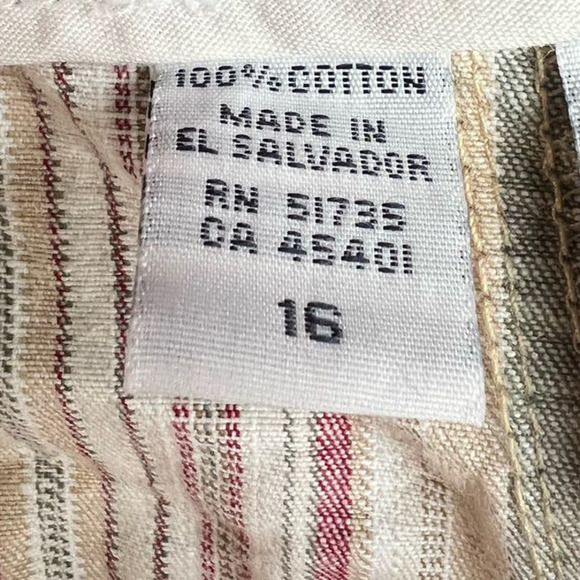 100% COTTON
MADE IN
EL SALVADOR
RN 51735
CA 45401
16